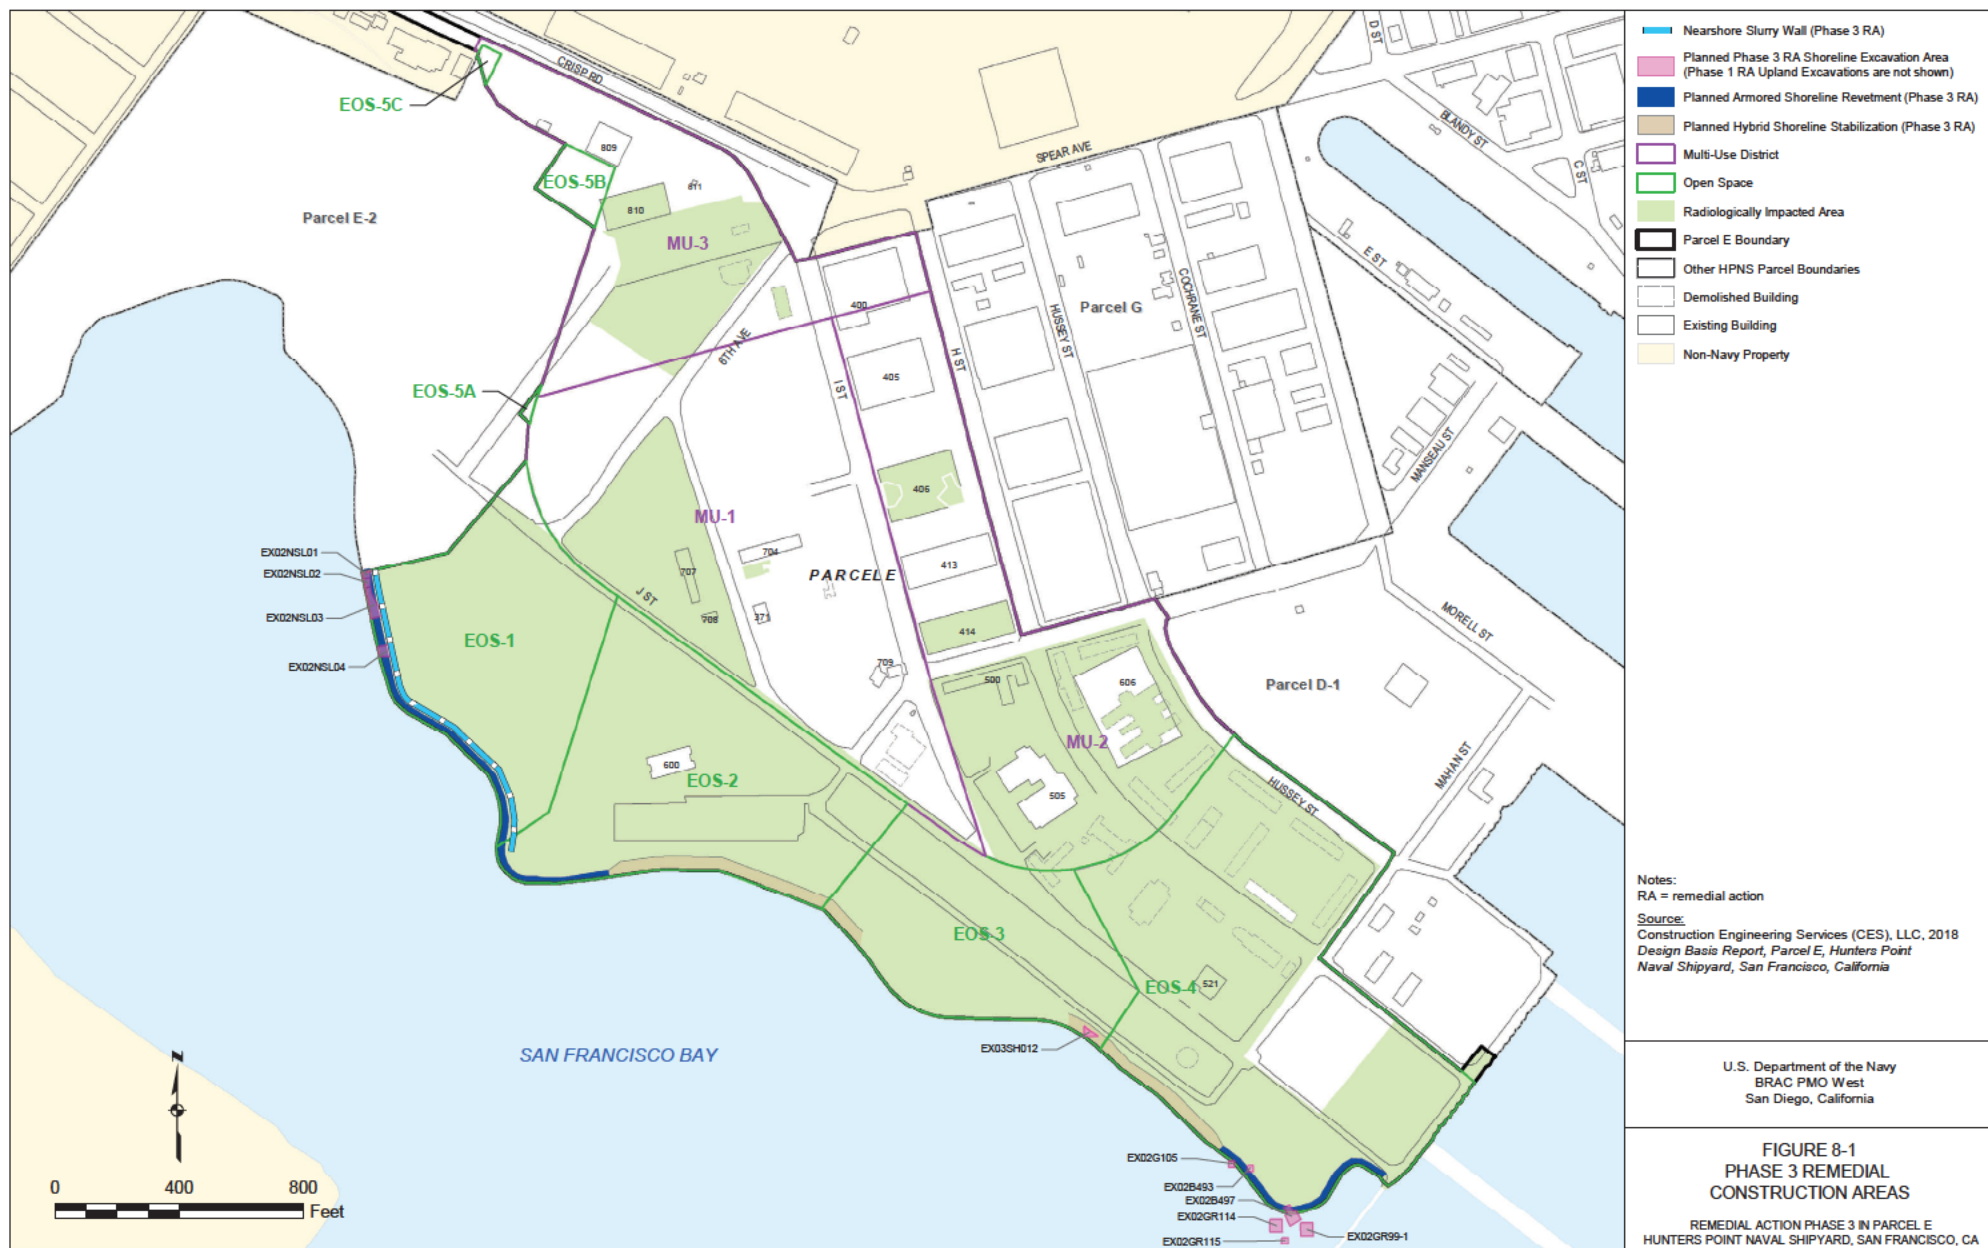 Nearshore Slurry Wall (Phase 3 RA)
Planned Phase 3 RA Shoreline Excavation Area
(Phase 1 RA Upland Excavations are not shown)
Planned Armored Shoreline Revetment (Phase 3 RA)
Planned Hybrid Shoreline Stabilization (Phase 3 RA)
Multi-Use District
Open Space
Radiologically Impacted Area
Parcel E Boundary
Other HPNS Parcel Boundaries
Demolished Building
Existing Building
Non-Navy Property
D ST
CRISP RD
EOS-5C
BLANDY ST
C ST
SPEAR AVE
809
EOS-5B
811
810
Parcel E-2
MU-3
E ST
400
Parcel G
HUSSEY ST
COCHRANE ST
6TH AVE
H ST
I ST
405
EOS-5A
MANSEAU ST
406
MU-1
704
707
PARCEL E
413
EX02NSL01
EX02NSL02
EX02NSL03
J ST
708
371
MORELL ST
414
EOS-1
EX02NSL04
709
500
606
Parcel D-1
MU-2
MAHAN ST
600
EOS-2
505
HUSSEY ST
EOS-3
EOS-4
521
EX03SH012
SAN FRANCISCO BAY
N
EX02G105
EX02B493
EX02B497
EX02GR114
EX02GR99-1
EX02GR115
0 400 800
Feet
Notes:
RA = remedial action
Source:
Construction Engineering Services (CES), LLC, 2018
Design Basis Report, Parcel E, Hunters Point
Naval Shipyard, San Francisco, California
U.S. Department of the Navy
BRAC PMO West
San Diego, California
FIGURE 8-1
PHASE 3 REMEDIAL
CONSTRUCTION AREAS
REMEDIAL ACTION PHASE 3 IN PARCEL E
HUNTERS POINT NAVAL SHIPYARD, SAN FRANCISCO, CA